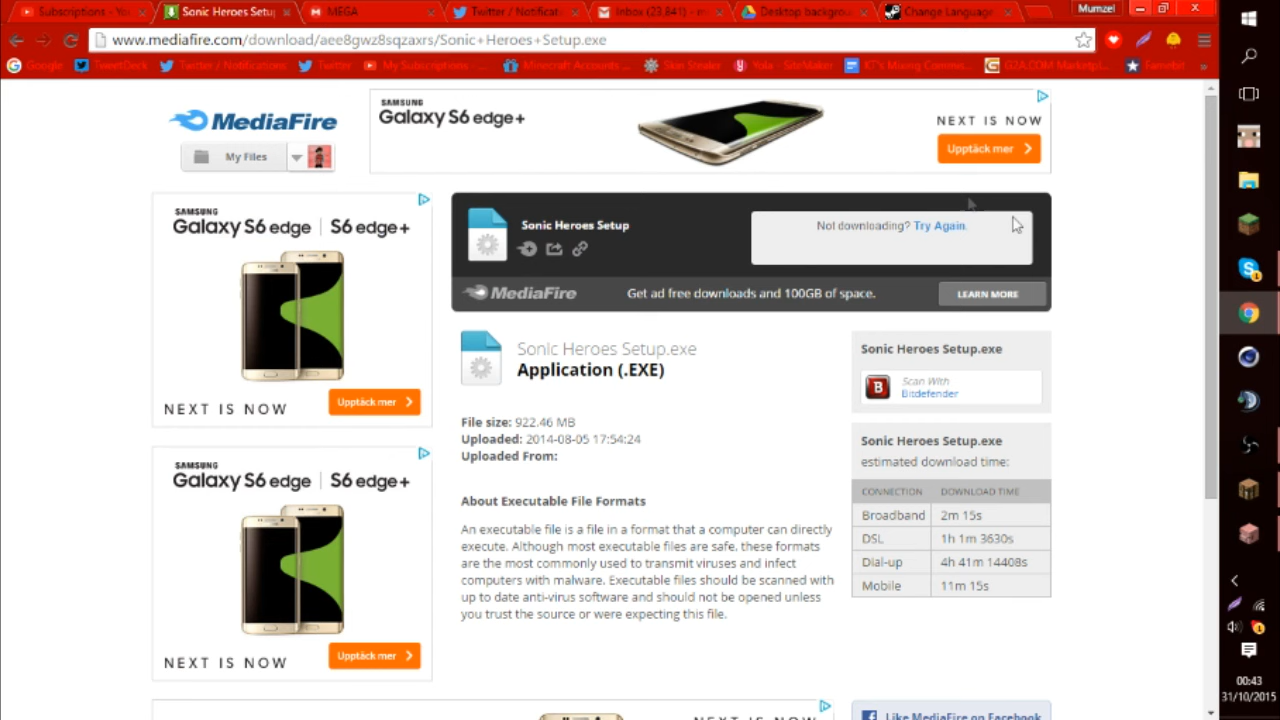 Subscriptions - Yo
Sonic Heroes Setu
MEGA
Twitter / Notificat
Inbox (23,841) - m
Desktop backgrou
Change Language
Mumzel
www.mediafire.com/download/aee8gwz8sqzaxrs/Sonic+Heroes+Setup.exe
Google
TweetDeck
Twitter / Notifications
Twitter
My Subscriptions
Minecraft Accounts
Skin Stealer
Yola - SiteMaker
KT's Mixing Commis
G2A.COM Marketpl
MediaFire
My Files
SAMSUNG
Galaxy S6 edge+
NEXT IS NOW
Upptäck mer
SAMSUNG
Galaxy S6 edge | S6 edge+
NEXT IS NOW
Upptäck mer
Sonic Heroes Setup
Not downloading? Try Again.
MediaFire
Get ad free downloads and 100GB of space.
LEARN MORE
Sonic Heroes Setup.exe
Application (.EXE)
File size: 922.46 MB
Uploaded: 2014-08-05 17:54:24
Uploaded From:
About Executable File Formats
An executable file is a file in a format that a computer can directly
execute. Although most executable files are safe, these formats
are the most commonly used to transmit viruses and infect
computers with malware. Executable files should be scanned with
up to date anti-virus software and should not be opened unless
you trust the source or were expecting this file.
Sonic Heroes Setup.exe
Scan With
Bitdefender
Sonic Heroes Setup.exe
estimated download time:
CONNECTION DOWNLOAD TIME
Broadband 2m 15s
DSL 1h 1m 3630s
Dial-up 4h 41m 14408s
Mobile 11m 15s
SAMSUNG
Galaxy S6 edge | S6 edge+
NEXT IS NOW
Upptäck mer
NEXT IS NOW
Like MediaFire on Facebook
00:43
31/10/2015